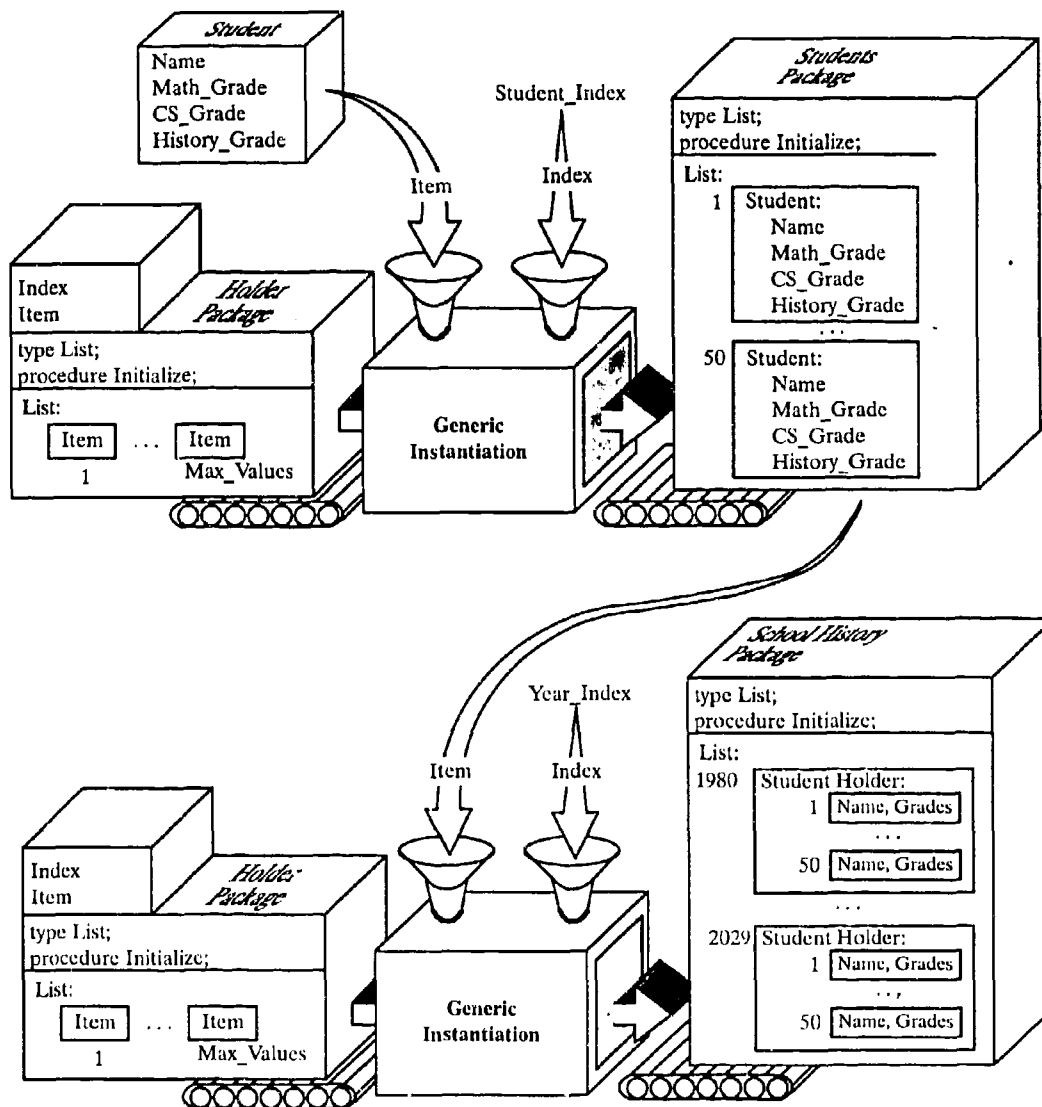 Student
Name
Math_Grade
CS_Grade
History_Grade
Student_Index
Item
Index
Index
Item
Holder
Package
type List;
procedure Initialize;
List:
Item ... Item
1 Max_Values
Generic
Instantiation
Students
Package
type List;
procedure Initialize;
List:
1 Student:
Name
Math_Grade
CS_Grade
History_Grade
...
50 Student:
Name
Math_Grade
CS_Grade
History_Grade
Year_Index
Item
Index
Index
Item
Holder
Package
type List;
procedure Initialize;
List:
Item ... Item
1 Max_Values
Generic
Instantiation
School History
Package
type List;
procedure Initialize;
List:
1980 Student Holder:
1 Name, Grades
...
50 Name, Grades
...
2029 Student Holder:
1 Name, Grades
...
50 Name, Grades